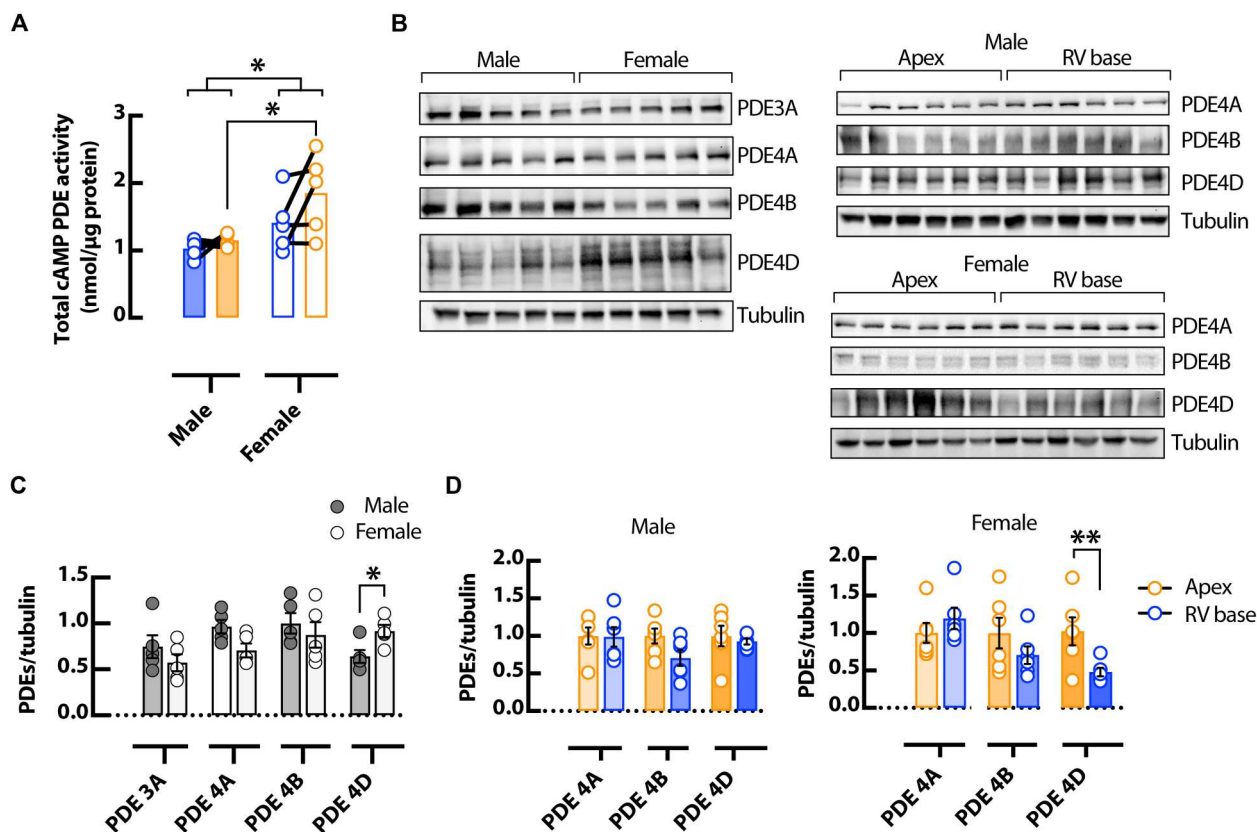 A
Total cAMP PDE activity
(nmol/μg protein)
3
2
1
0
*
*
Male
Female
B
Male
Female
PDE3A
PDE4A
PDE4B
PDE4D
Tubulin
Male
Apex
RV base
PDE4A
PDE4B
PDE4D
Tubulin
Female
Apex
RV base
PDE4A
PDE4B
PDE4D
Tubulin
C
Male
Female
PDEs/tubulin
1.5
1.0
0.5
0.0
*
PDE 3A
PDE 4A
PDE 4B
PDE 4D
D
Male
PDEs/tubulin
2.0
1.5
1.0
0.5
0.0
PDE 4A
PDE 4B
PDE 4D
Female
PDEs/tubulin
2.0
1.5
1.0
0.5
0.0
**
PDE 4A
PDE 4B
PDE 4D
Apex
RV base